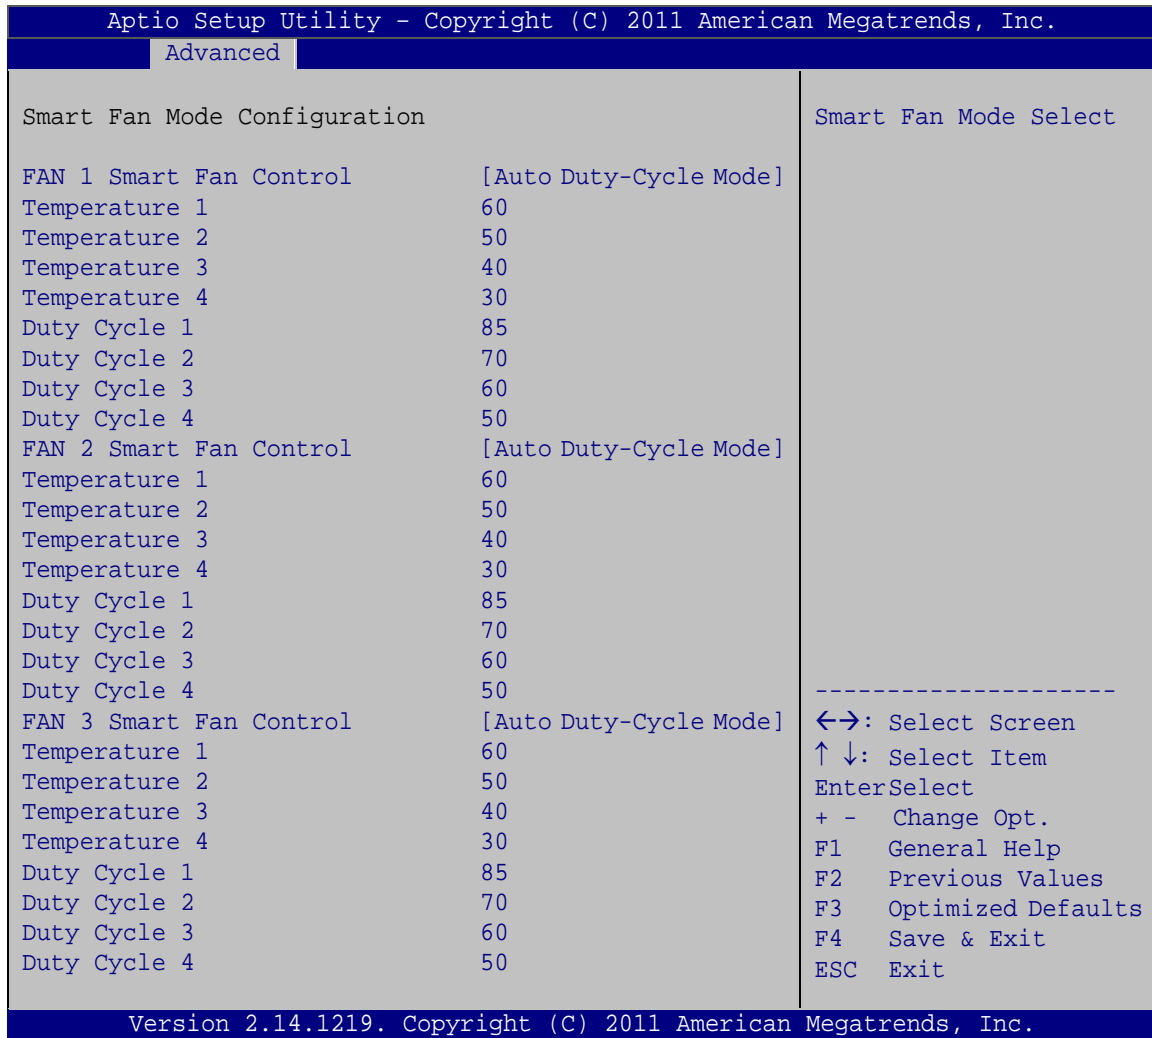 Aptio Setup Utility – Copyright (C) 2011 American Megatrends, Inc.
Advanced
Smart Fan Mode Configuration
FAN 1 Smart Fan Control [Auto Duty-Cycle Mode]
Temperature 1 60
Temperature 2 50
Temperature 3 40
Temperature 4 30
Duty Cycle 1 85
Duty Cycle 2 70
Duty Cycle 3 60
Duty Cycle 4 50
FAN 2 Smart Fan Control [Auto Duty-Cycle Mode]
Temperature 1 60
Temperature 2 50
Temperature 3 40
Temperature 4 30
Duty Cycle 1 85
Duty Cycle 2 70
Duty Cycle 3 60
Duty Cycle 4 50
FAN 3 Smart Fan Control [Auto Duty-Cycle Mode]
Temperature 1 60
Temperature 2 50
Temperature 3 40
Temperature 4 30
Duty Cycle 1 85
Duty Cycle 2 70
Duty Cycle 3 60
Duty Cycle 4 50
Smart Fan Mode Select
---------------------
←→: Select Screen
↑ ↓: Select Item
EnterSelect
+ - Change Opt.
F1 General Help
F2 Previous Values
F3 Optimized Defaults
F4 Save & Exit
ESC Exit
Version 2.14.1219. Copyright (C) 2011 American Megatrends, Inc.